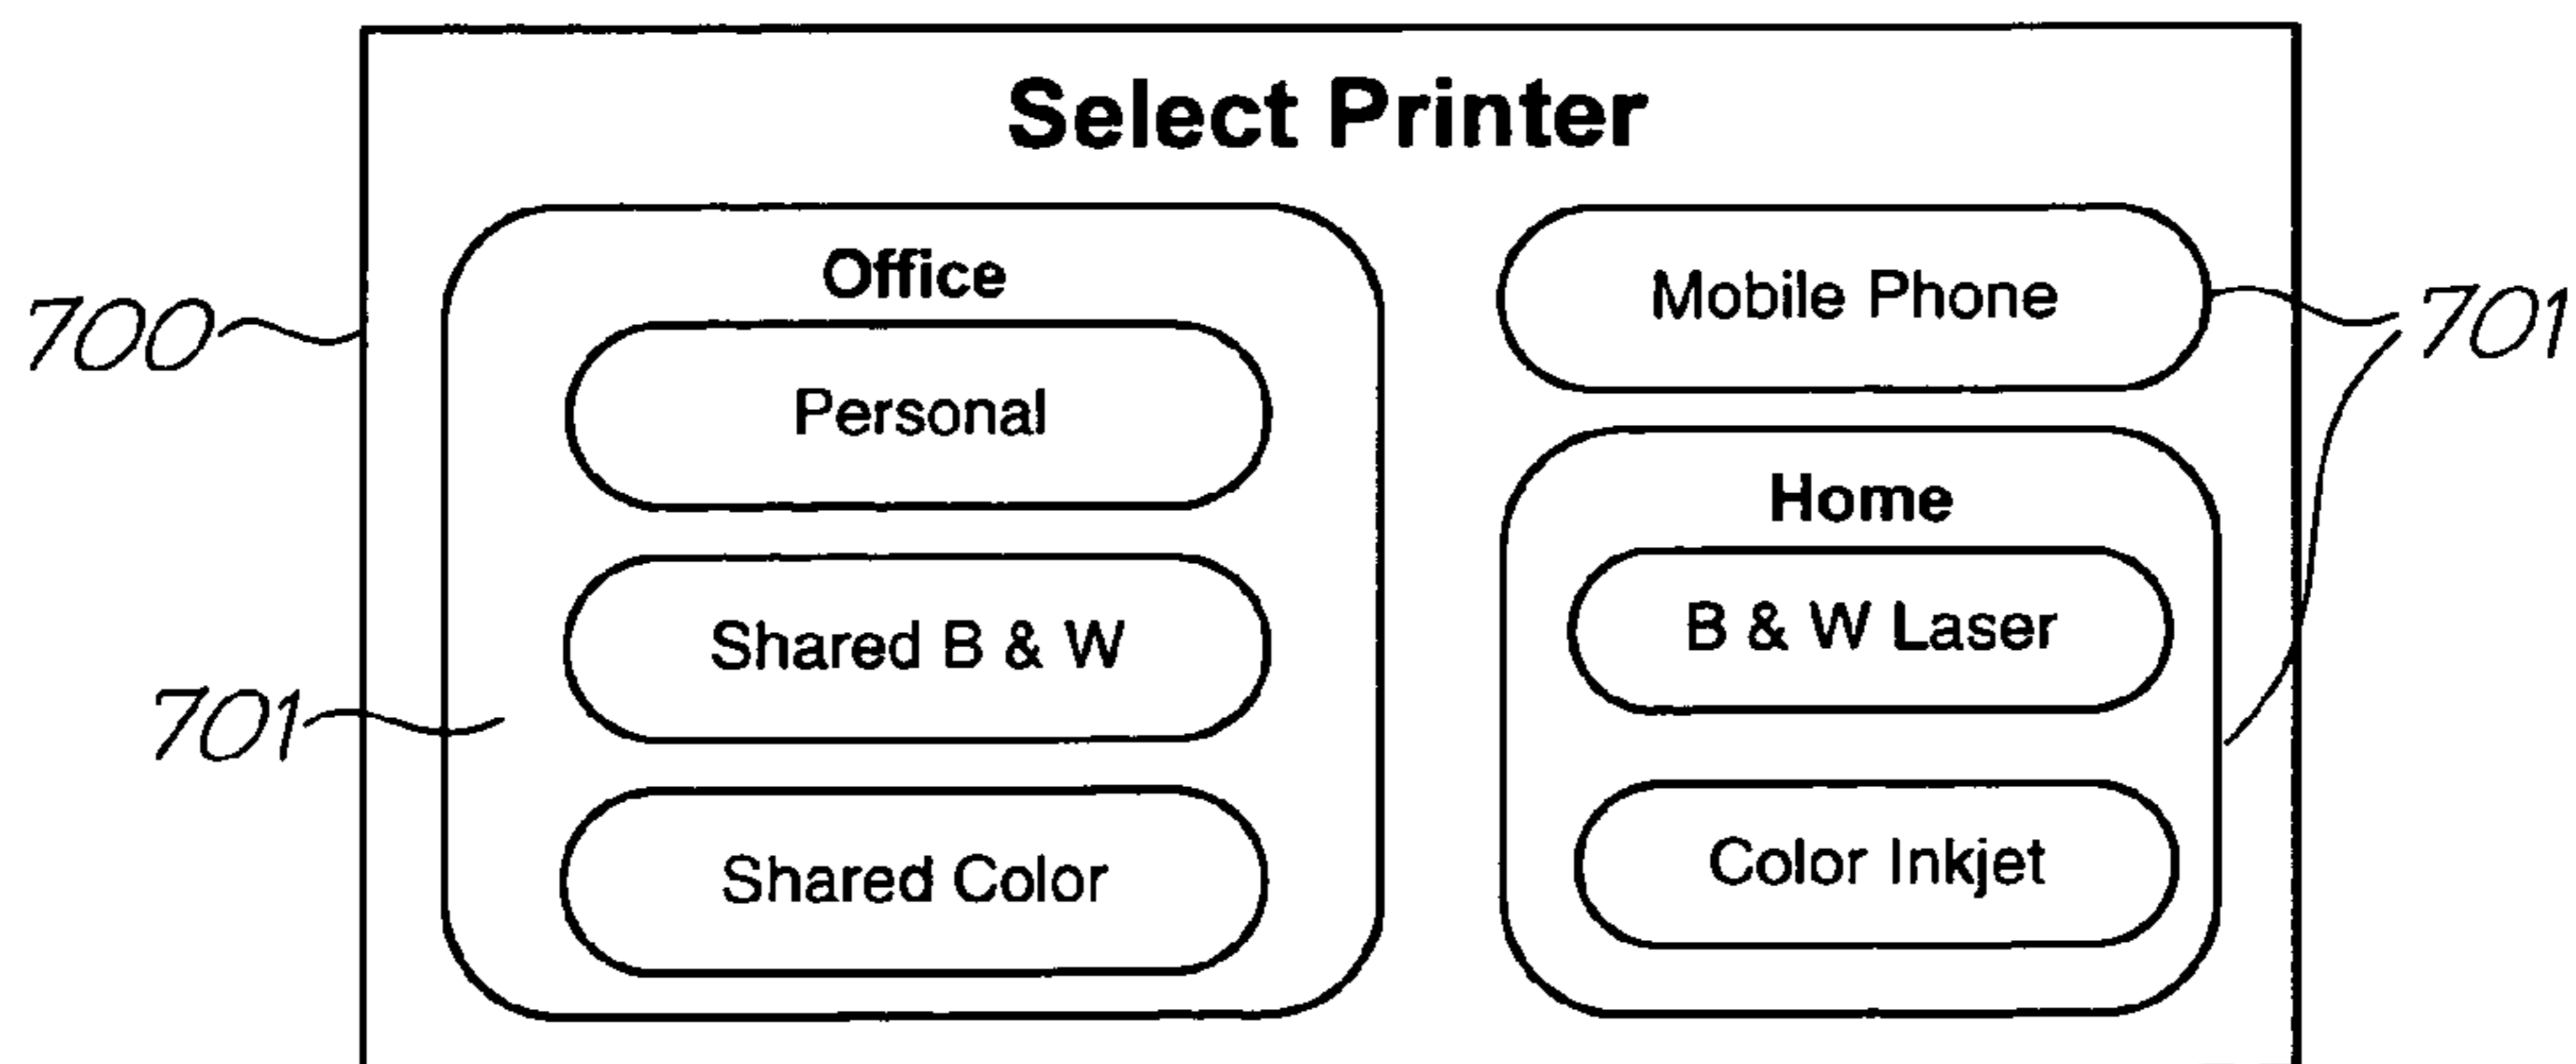 Select Printer
Office
Personal
Shared B & W
Shared Color
Mobile Phone
Home
B & W Laser
Color Inkjet
700
701
701